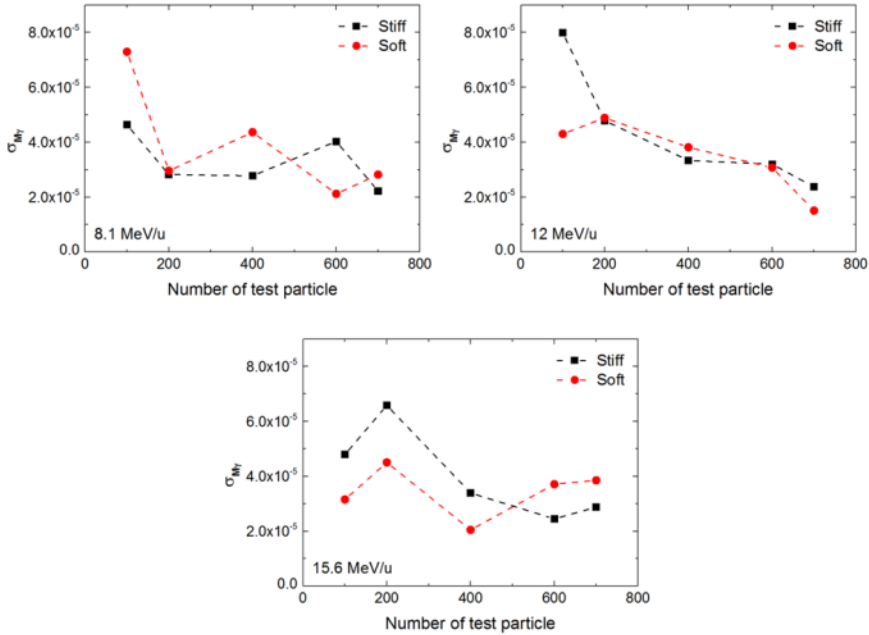 8.0x10⁻⁵
6.0x10⁻⁵
4.0x10⁻⁵
2.0x10⁻⁵
0.0
σ_Mγ
Stiff
Soft
8.1 MeV/u
0 200 400 600 800
Number of test particle
8.0x10⁻⁵
6.0x10⁻⁵
4.0x10⁻⁵
2.0x10⁻⁵
0.0
σ_Mγ
Stiff
Soft
12 MeV/u
0 200 400 600 800
Number of test particle
8.0x10⁻⁵
6.0x10⁻⁵
4.0x10⁻⁵
2.0x10⁻⁵
0.0
σ_Mγ
Stiff
Soft
15.6 MeV/u
0 200 400 600 800
Number of test particle